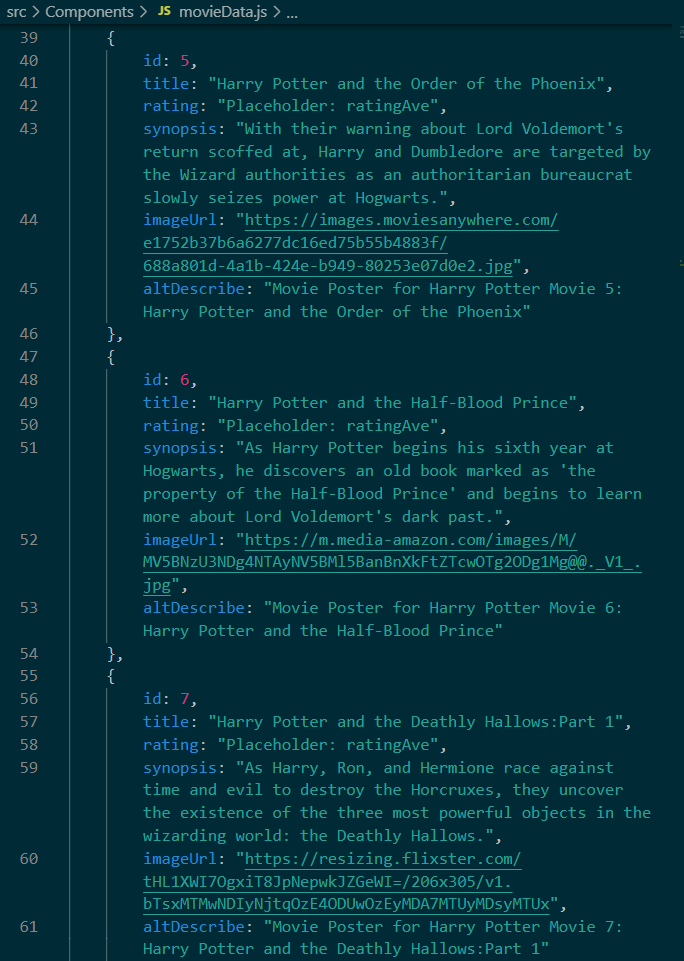 src > Components > JS movieData.js > ...
39 {
40 id: 5,
41 title: "Harry Potter and the Order of the Phoenix",
42 rating: "Placeholder: ratingAve",
43 synopsis: "With their warning about Lord Voldemort's
return scoffed at, Harry and Dumbledore are targeted by
the Wizard authorities as an authoritarian bureaucrat
slowly seizes power at Hogwarts.",
44 imageUrl: "https://images.moviesanywhere.com/
e1752b37b6a6277dc16ed75b55b4883f/
688a801d-4a1b-424e-b949-80253e07d0e2.jpg",
45 altDescribe: "Movie Poster for Harry Potter Movie 5:
Harry Potter and the Order of the Phoenix"
46 },
47 {
48 id: 6,
49 title: "Harry Potter and the Half-Blood Prince",
50 rating: "Placeholder: ratingAve",
51 synopsis: "As Harry Potter begins his sixth year at
Hogwarts, he discovers an old book marked as 'the
property of the Half-Blood Prince' and begins to learn
more about Lord Voldemort's dark past.",
52 imageUrl: "https://m.media-amazon.com/images/M/
MV5BNzU3NDg4NTAyNV5BMl5BanBnXkFtZTcwOTg2ODg1Mg@@._V1_.
jpg",
53 altDescribe: "Movie Poster for Harry Potter Movie 6:
Harry Potter and the Half-Blood Prince"
54 },
55 {
56 id: 7,
57 title: "Harry Potter and the Deathly Hallows:Part 1",
58 rating: "Placeholder: ratingAve",
59 synopsis: "As Harry, Ron, and Hermione race against
time and evil to destroy the Horcruxes, they uncover
the existence of the three most powerful objects in the
wizarding world: the Deathly Hallows.",
60 imageUrl: "https://resizing.flixster.com/
tHL1XWI7OgxiT8JpNepwkJZGeWI=/206x305/v1.
bTsxMTMwNDIyNjtqOzE4ODUwOzEyMDA7MTUyMDsyMTUx",
61 altDescribe: "Movie Poster for Harry Potter Movie 7:
Harry Potter and the Deathly Hallows:Part 1"